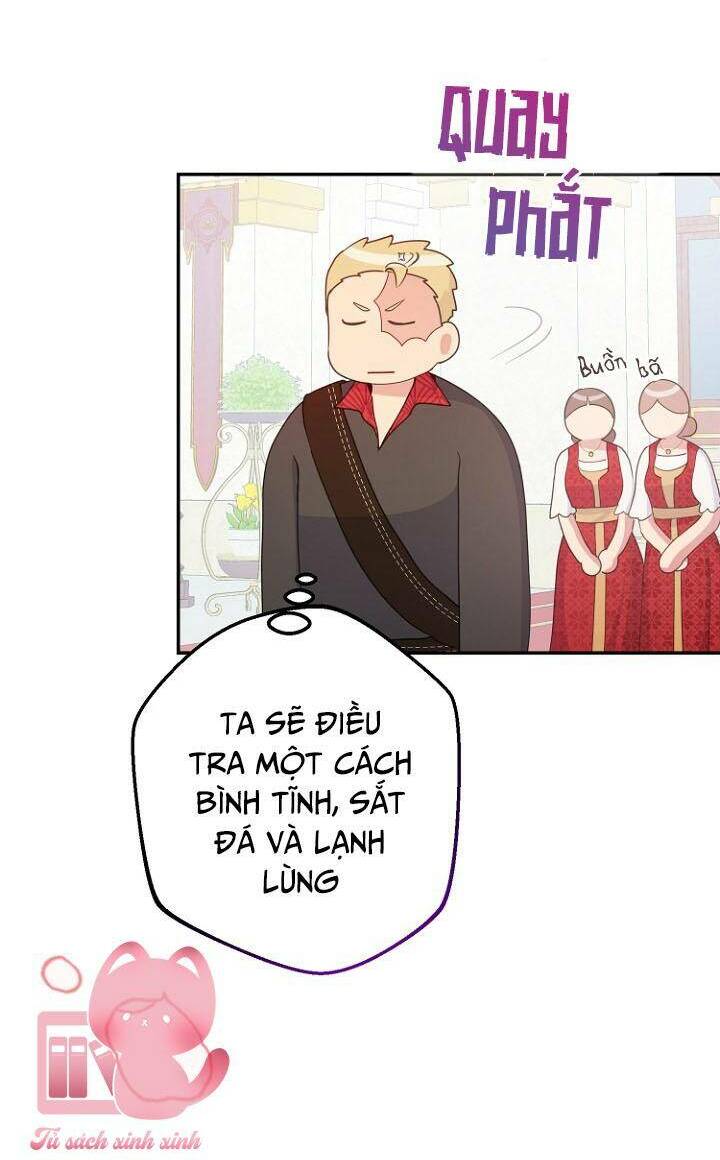 Quay
phắt
Buồn bã
TA SẼ ĐIỀU
TRA MỘT CÁCH
BÌNH TĨNH, SẮT
ĐÁ VÀ LẠNH
LÙNG
Tủ sách xinh xinh